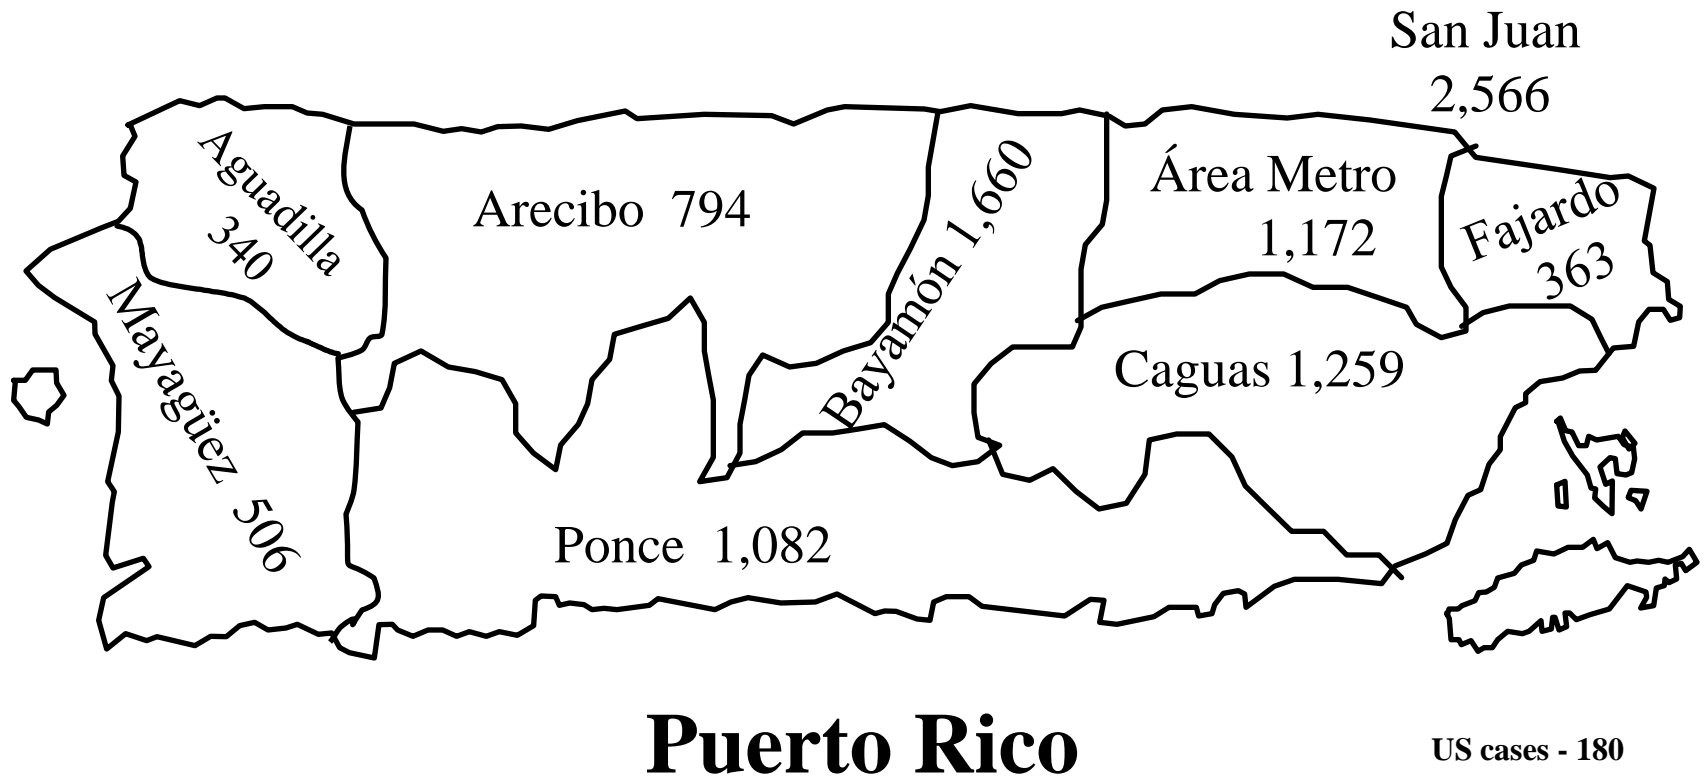 San Juan
2,566
Aguadilla
340
Arecibo 794
Bayamón 1,660
Área Metro
1,172
Fajardo
363
Mayagüez 506
Caguas 1,259
Ponce 1,082
Puerto Rico
US cases - 180